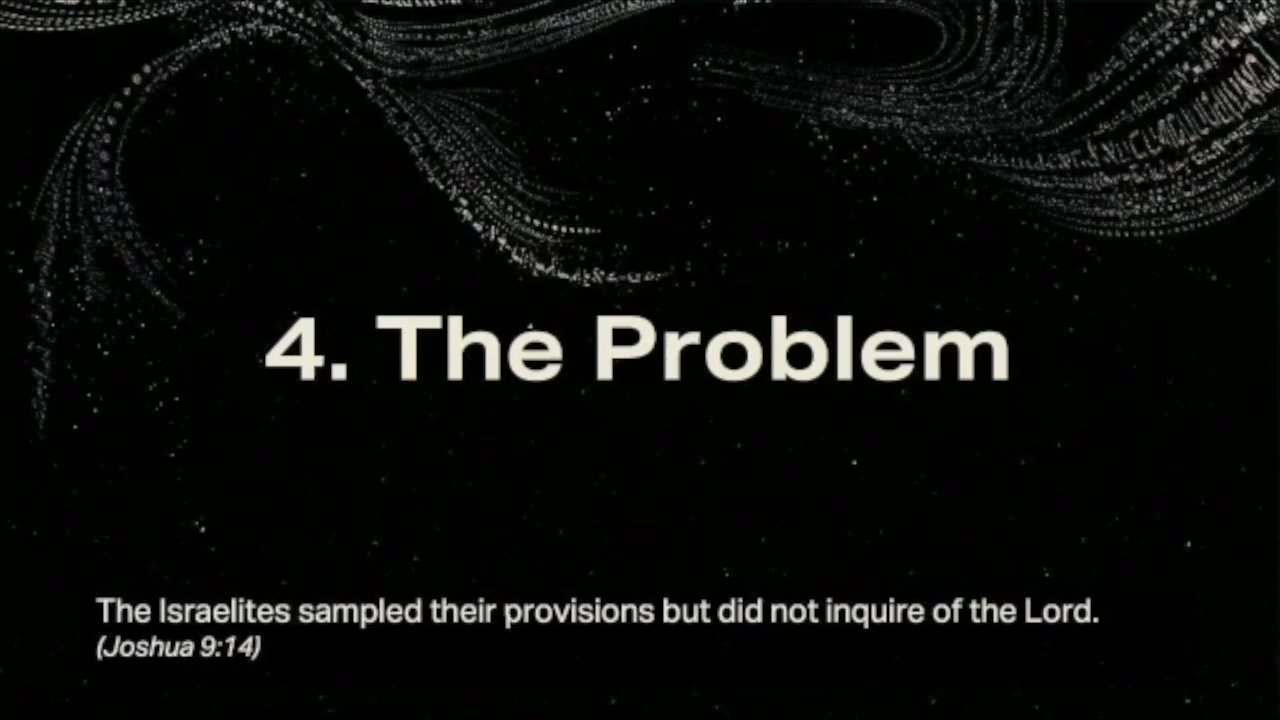 4. The Problem
The Israelites sampled their provisions but did not inquire of the Lord.
(Joshua 9:14)